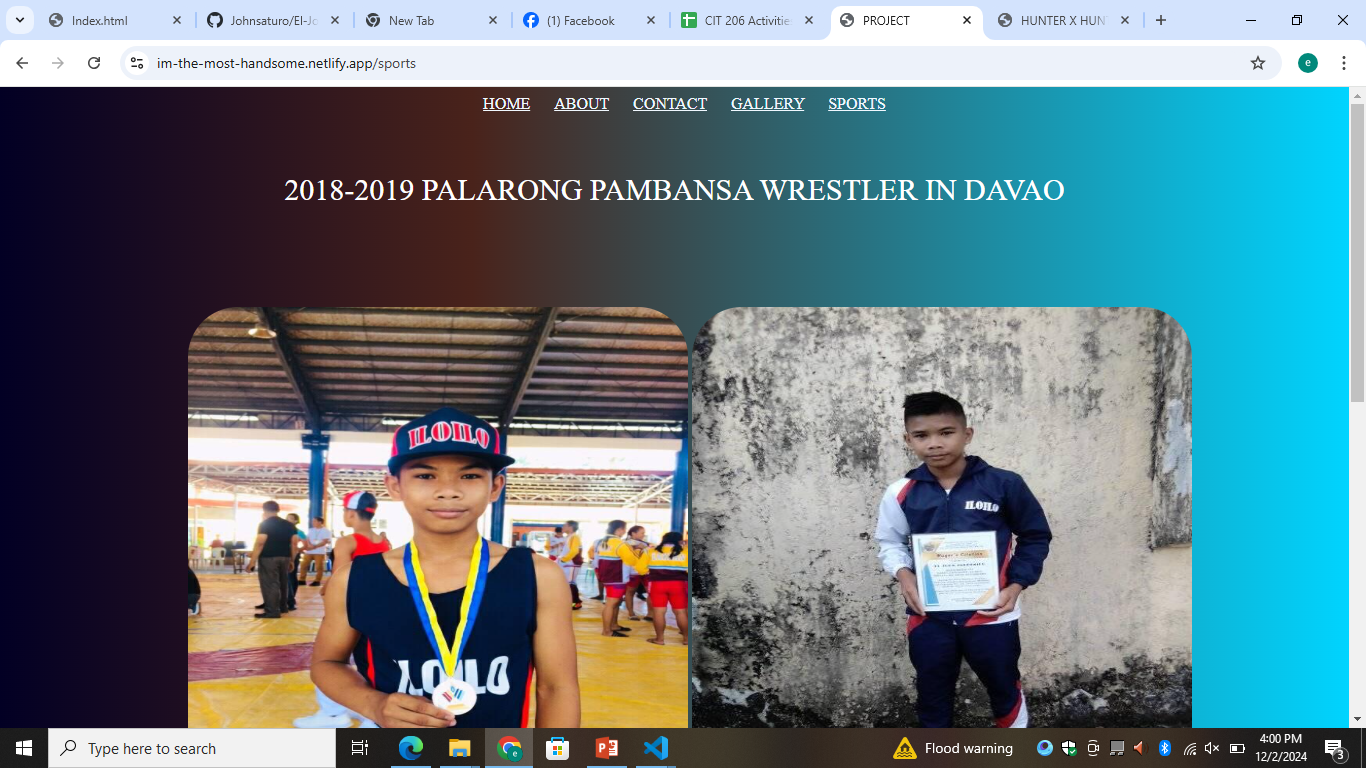 Index.html
Johnsaturo/El-Jo
New Tab
(1) Facebook
CIT 206 Activitie
PROJECT
HUNTER X HUN
im-the-most-handsome.netlify.app/sports
e
HOME ABOUT CONTACT GALLERY SPORTS
2018-2019 PALARONG PAMBANSA WRESTLER IN DAVAO
ILOILO
ILOILO
ILOILO
Type here to search
Flood warning
4:00 PM
12/2/2024
3